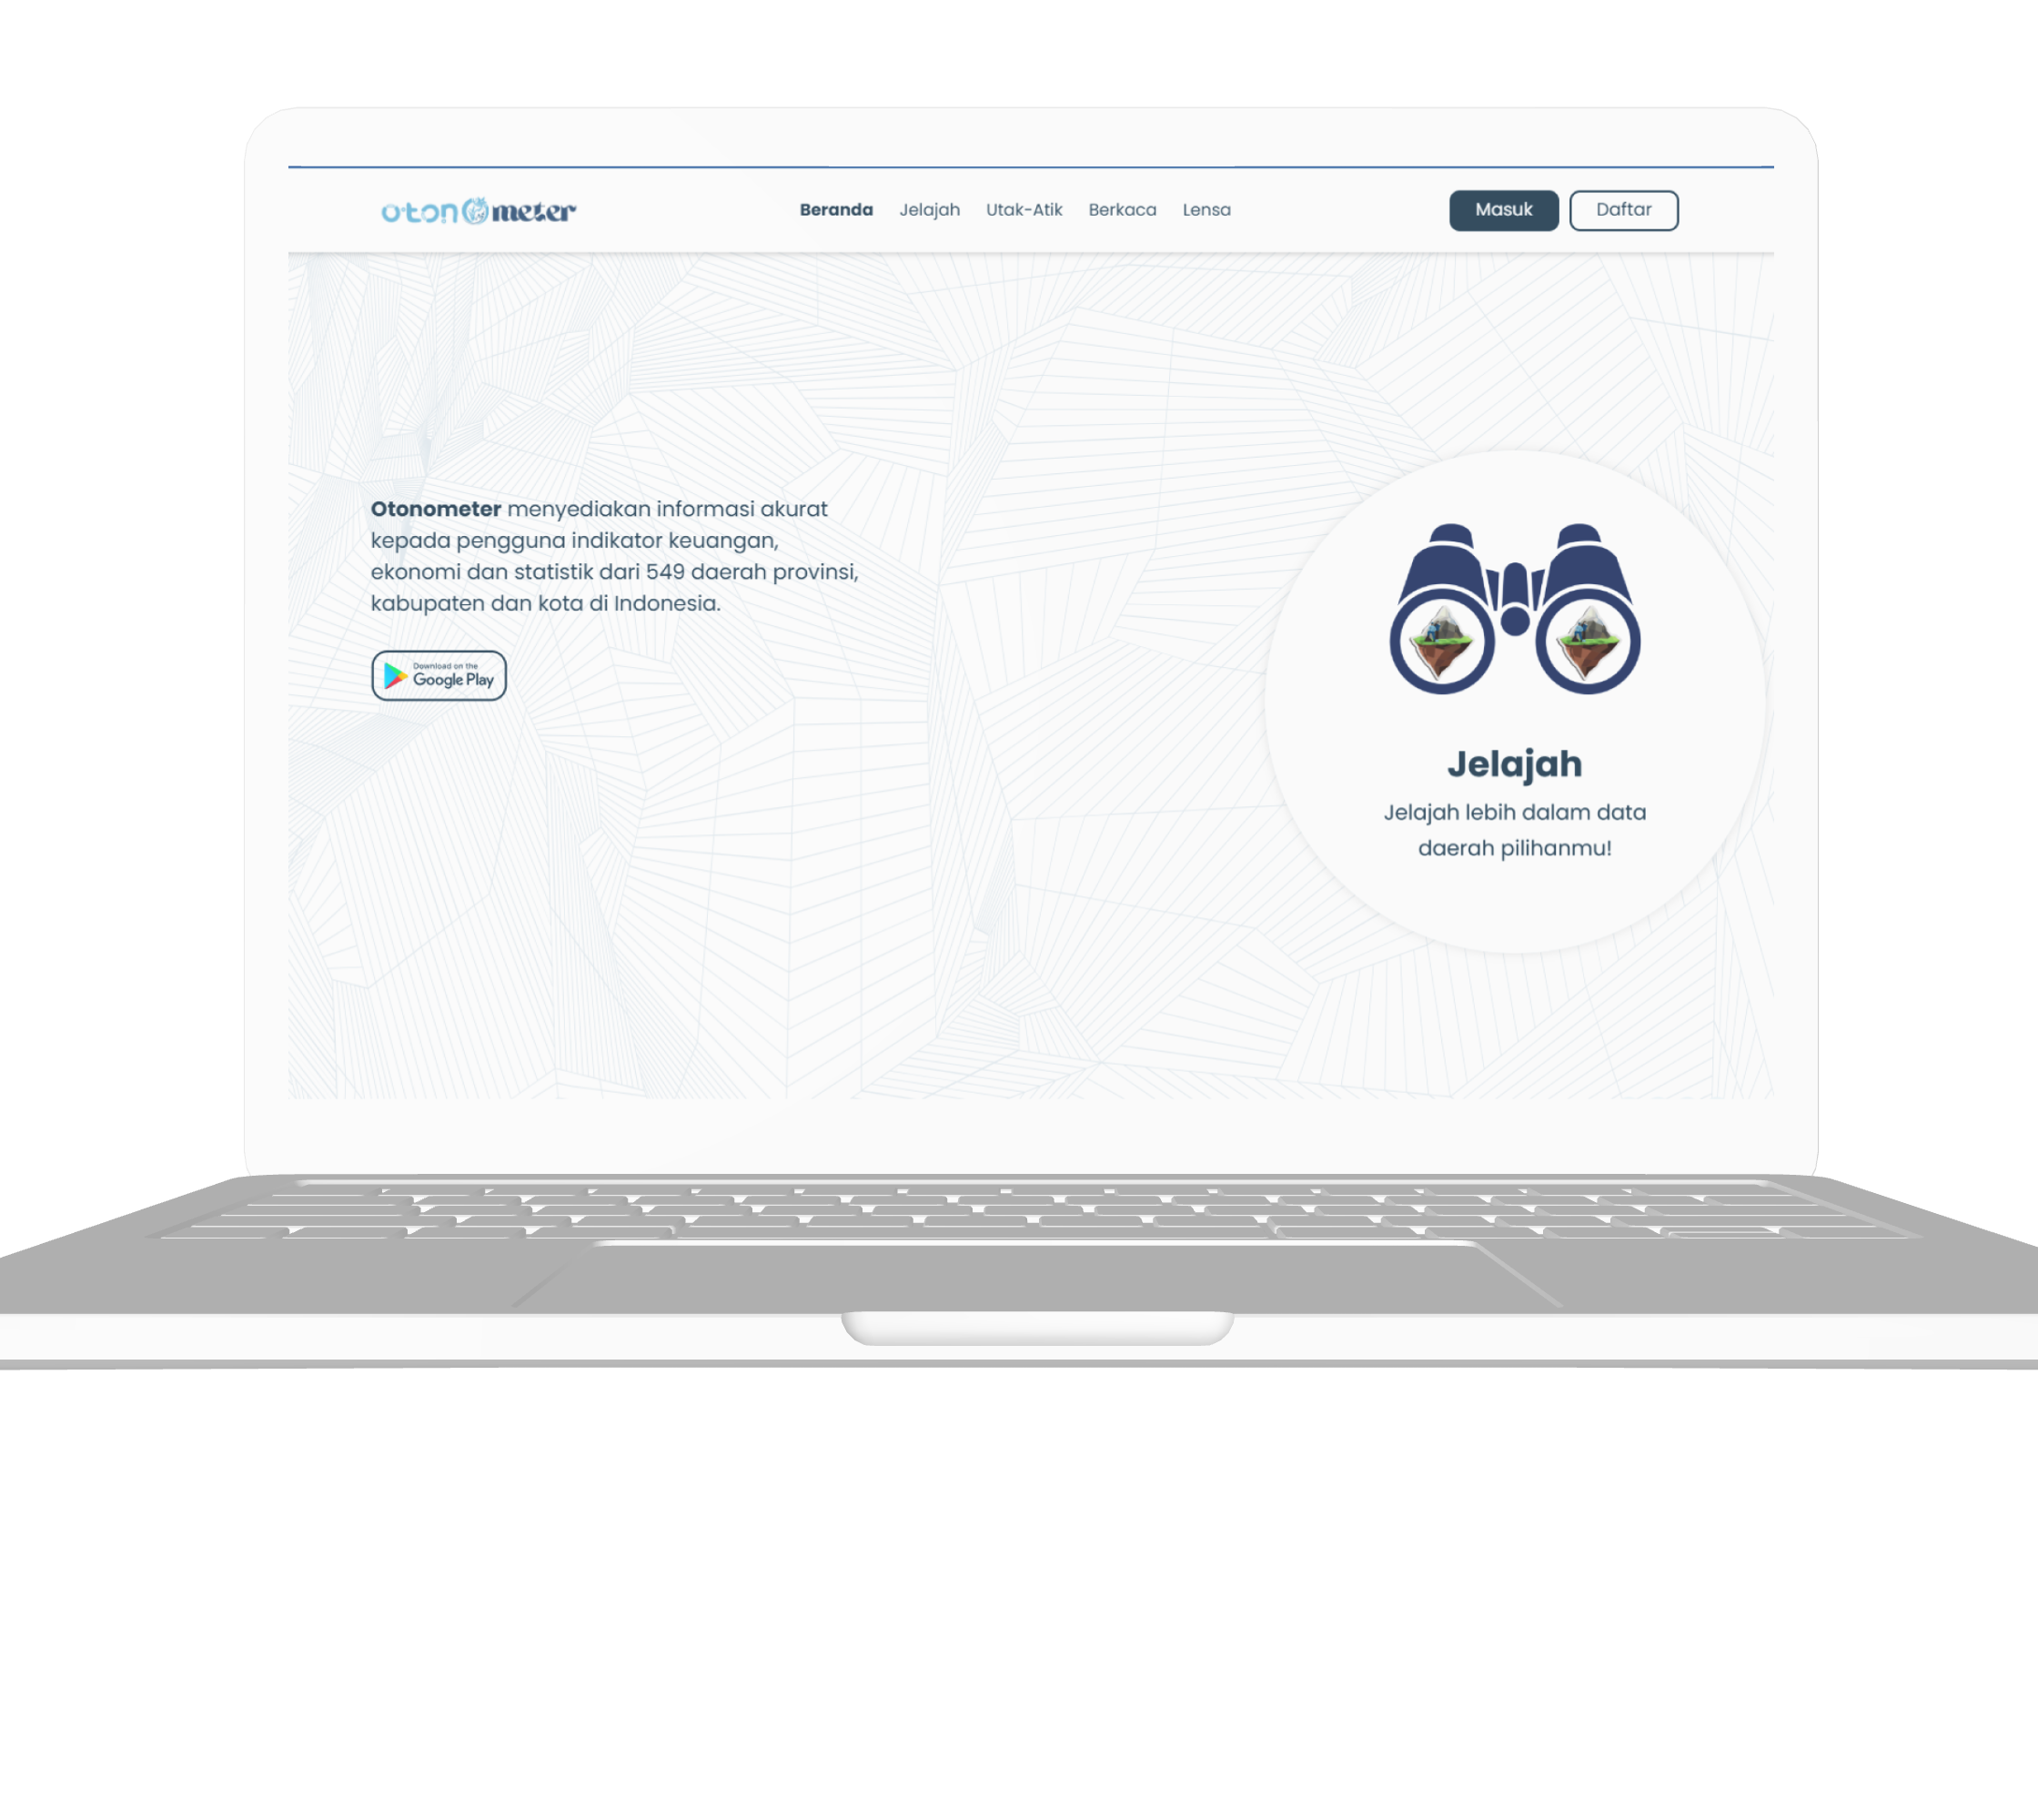 otonometer
Beranda Jelajah Utak-Atik Berkaca Lensa
Masuk Daftar
Otonometer menyediakan informasi akurat
kepada pengguna indikator keuangan,
ekonomi dan statistik dari 549 daerah provinsi,
kabupaten dan kota di Indonesia.
Download on the
Google Play
Jelajah
Jelajah lebih dalam data
daerah pilihanmu!